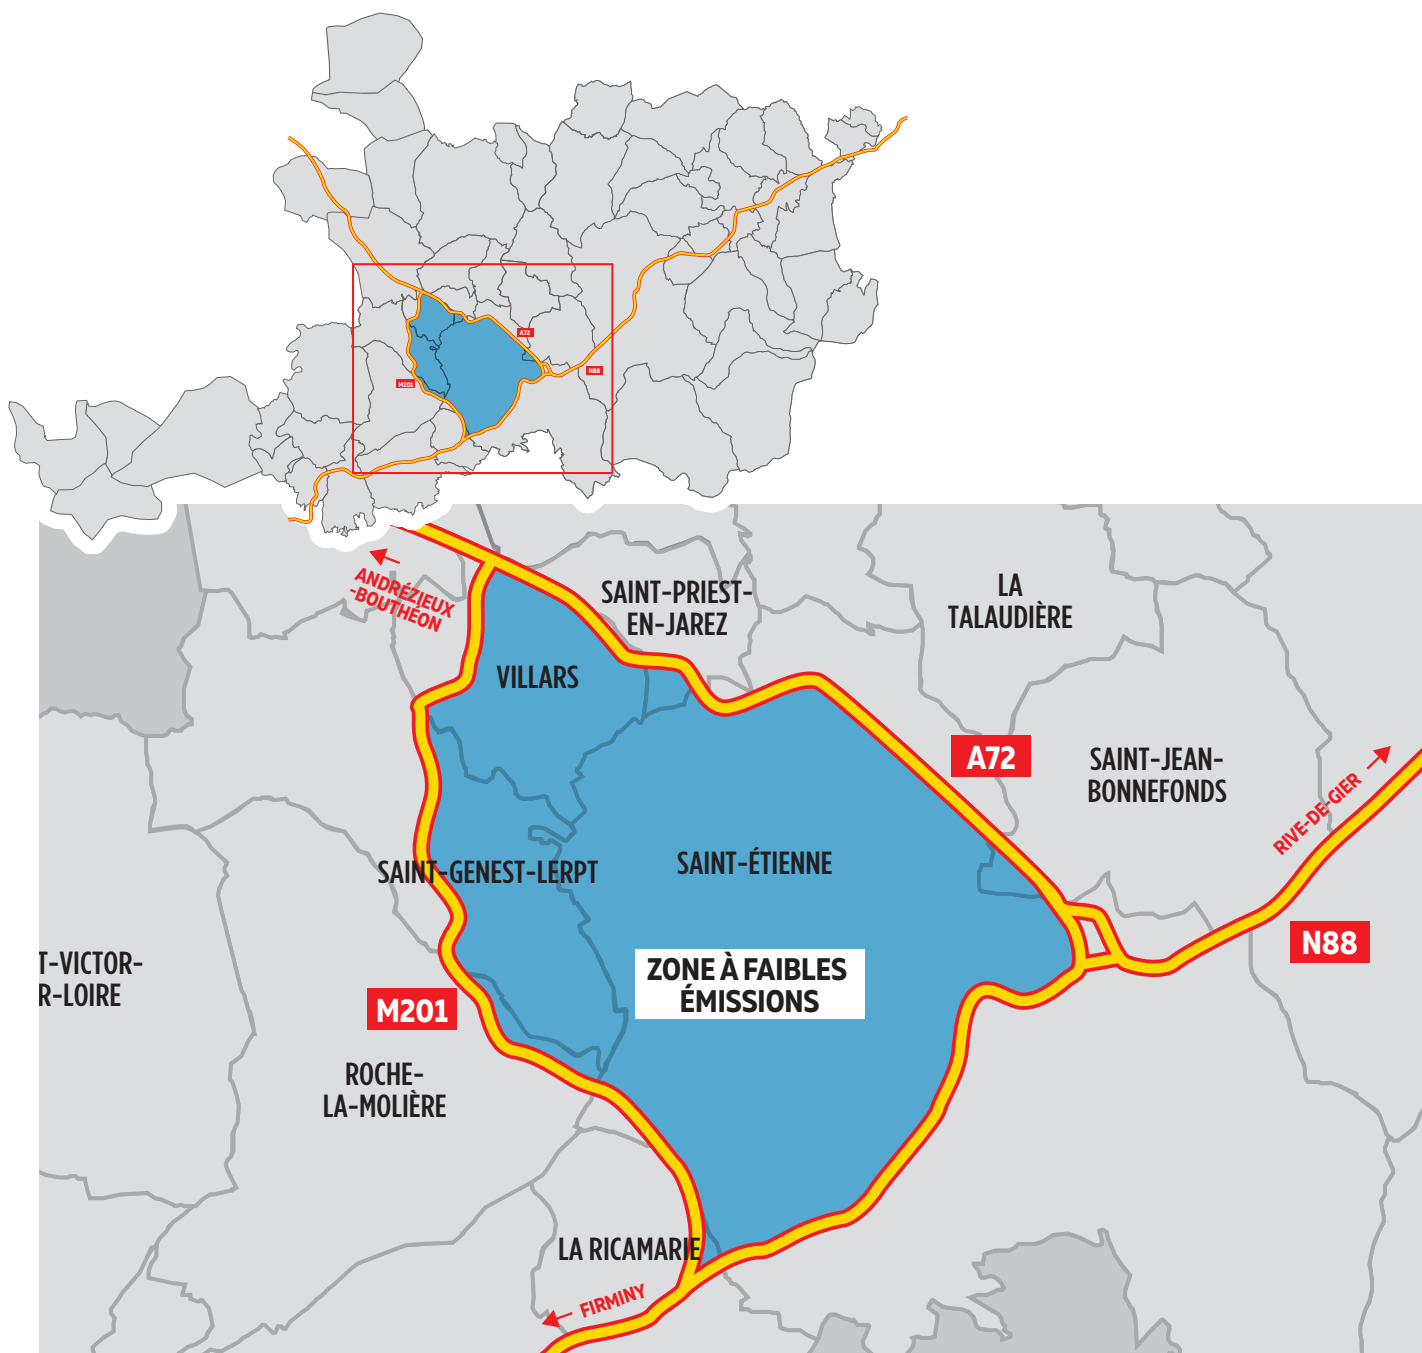 A72
N88
M201
ANDRÉZIEUX
-BOUTHÉON
SAINT-PRIEST-
EN-JAREZ
LA
TALAUDIÈRE
VILLARS
A72
SAINT-JEAN-
BONNEFONDS
RIVE-DE-GIER
SAINT-GENEST-LERPT
SAINT-ÉTIENNE
N88
T-VICTOR-
R-LOIRE
ZONE À FAIBLES
ÉMISSIONS
M201
ROCHE-
LA-MOLIÈRE
LA RICAMARIE
FIRMINY